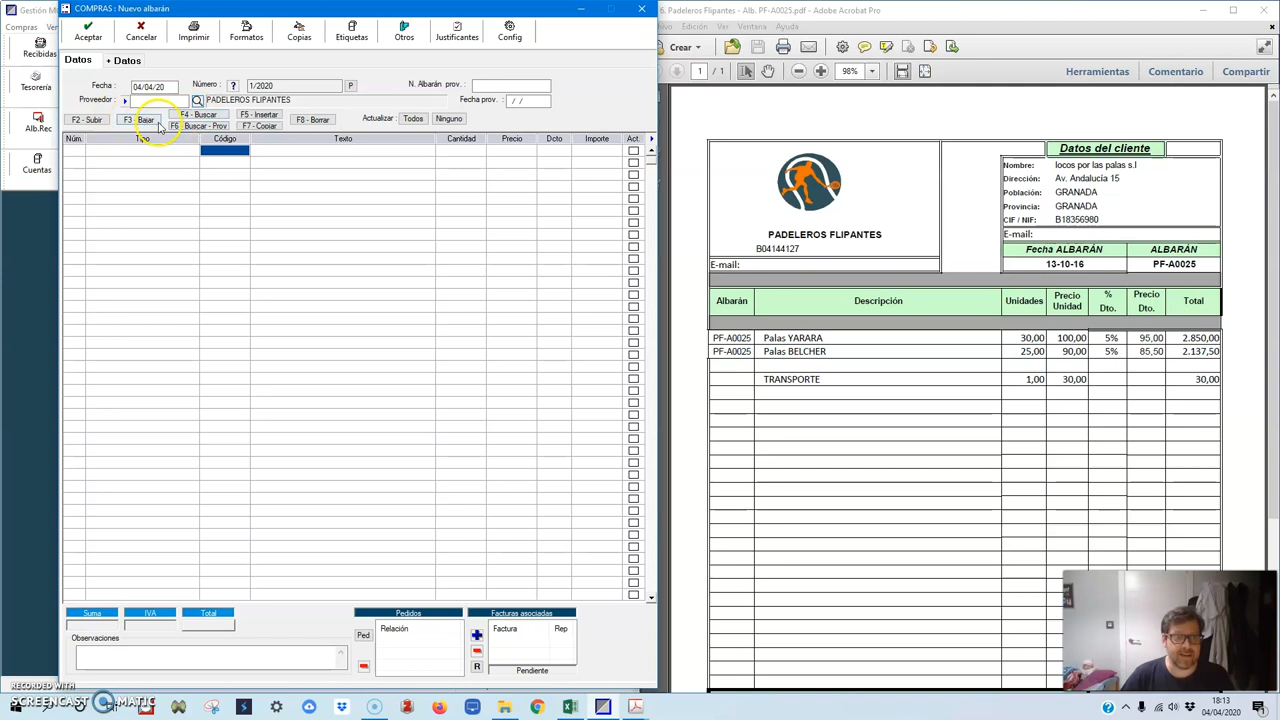 Gestión M
COMPRAS : Nuevo albarán
6. Padeleros Flipantes - Alb. PF-A0025.pdf - Adobe Acrobat Pro
Compras Ver
Archivo Edición Ver Ventana Ayuda
Aceptar Cancelar Imprimir Formatos Copias Etiquetas Otros Justificantes Config
Crear
Recibidas
1 / 1 98%
Herramientas Comentario Compartir
Datos + Datos
Tesorería
Fecha : 04/04/20 Número : ? 1/2020 P N. Albarán prov :
Proveedor : PADELEROS FLIPANTES Fecha prov. : / /
Alb.Rec
F2 - Subir F3 - Bajar F4 - Buscar F5 - Insertar F8 - Borrar Actualizar : Todos Ninguno
F6 - Buscar - Prov F7 - Copiar
Núm. Tipo Código Texto Cantidad Precio Dcto Importe Act.
Cuentas
Datos del cliente
Nombre: locos por las palas s.l
Dirección: Av. Andalucía 15
Población: GRANADA
Provincia: GRANADA
CIF / NIF: B18356980
E-mail:
PADELEROS FLIPANTES
B04144127
E-mail:
Fecha ALBARÁN ALBARÁN
13-10-16 PF-A0025
Albarán Descripción Unidades Precio Unidad % Dto. Precio Dto. Total
PF-A0025 Palas YARARA 30,00 100,00 5% 95,00 2.850,00
PF-A0025 Palas BELCHER 25,00 90,00 5% 85,50 2.137,50
TRANSPORTE 1,00 30,00 30,00
Suma IVA Total Pedidos Facturas asociadas
Ped Relación Factura Rep
Observaciones
R Pendiente
RECORDED WITH
SCREENCAST MATIC
18:13
04/04/2020